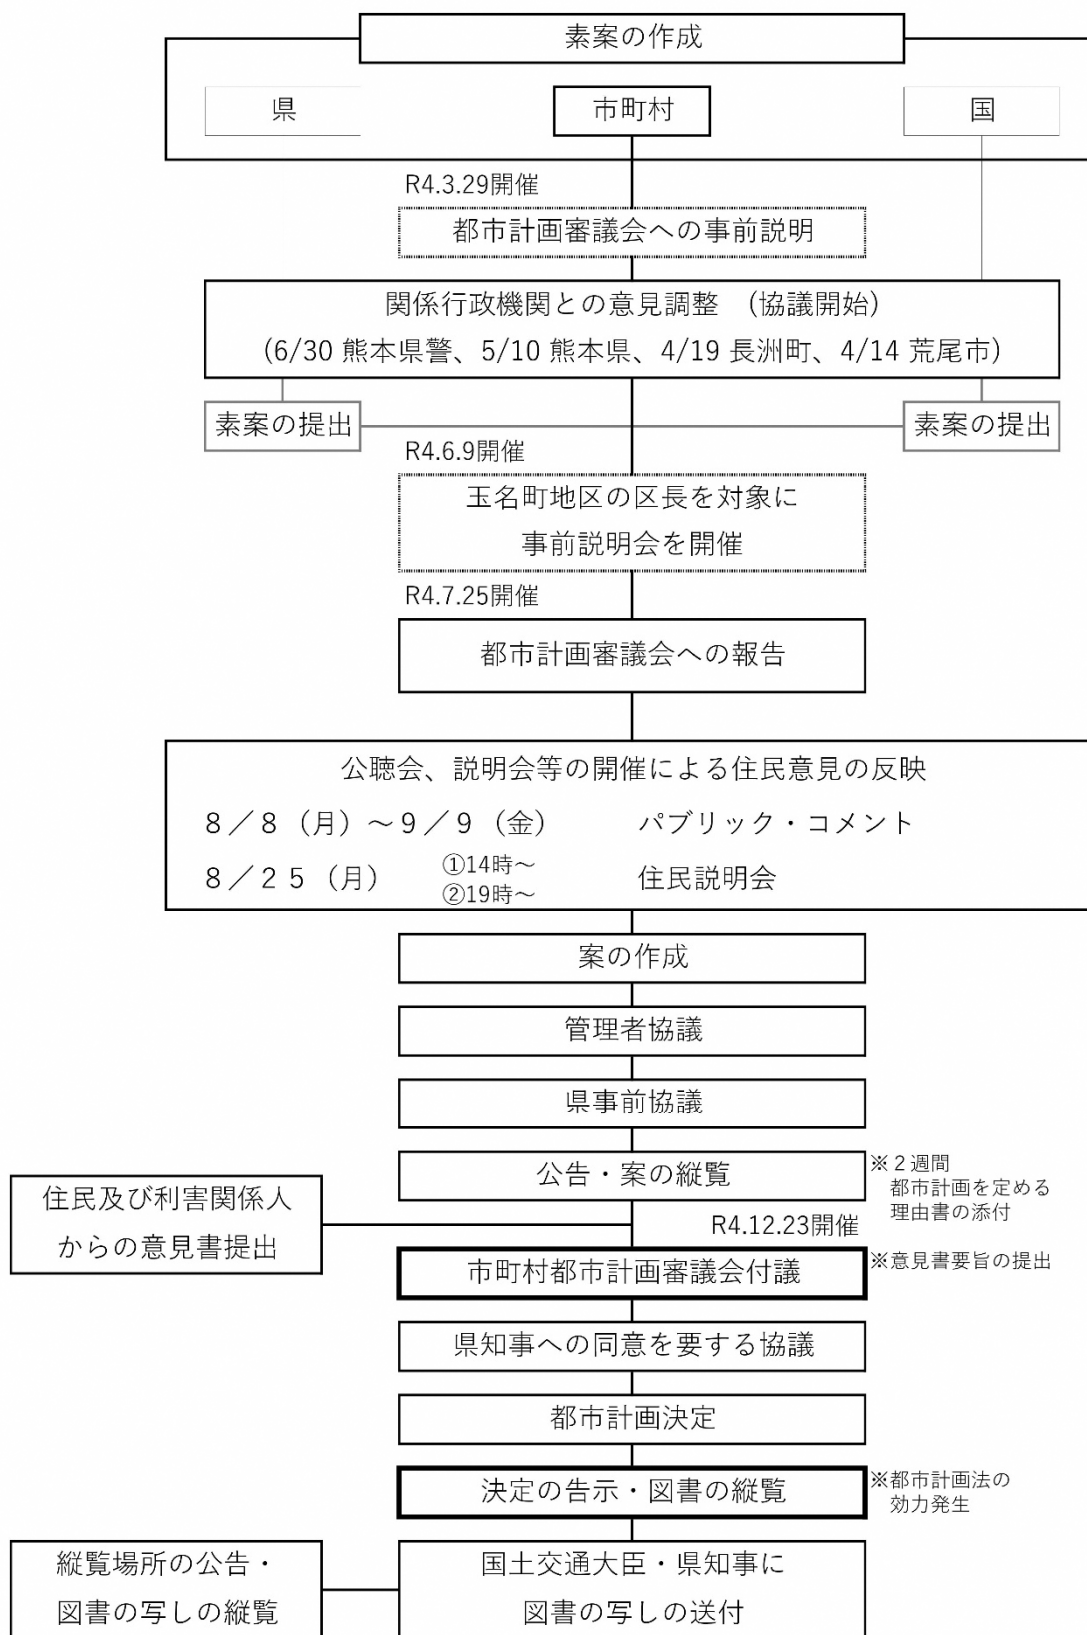 素案の作成
県
市町村
国
R4.3.29開催
都市計画審議会への事前説明
関係行政機関との意見調整 （協議開始）
（6/30 熊本県警、5/10 熊本県、4/19 長洲町、4/14 荒尾市）
素案の提出
素案の提出
R4.6.9開催
玉名町地区の区長を対象に
事前説明会を開催
R4.7.25開催
都市計画審議会への報告
公聴会、説明会等の開催による住民意見の反映
８／８（月）～９／９（金） パブリック・コメント
８／２５（月） ①14時～ 住民説明会
②19時～
案の作成
管理者協議
県事前協議
公告・案の縦覧
※２週間
都市計画を定める
理由書の添付
住民及び利害関係人
からの意見書提出
R4.12.23開催
市町村都市計画審議会付議
※意見書要旨の提出
県知事への同意を要する協議
都市計画決定
決定の告示・図書の縦覧
※都市計画法の
効力発生
縦覧場所の公告・
図書の写しの縦覧
国土交通大臣・県知事に
図書の写しの送付